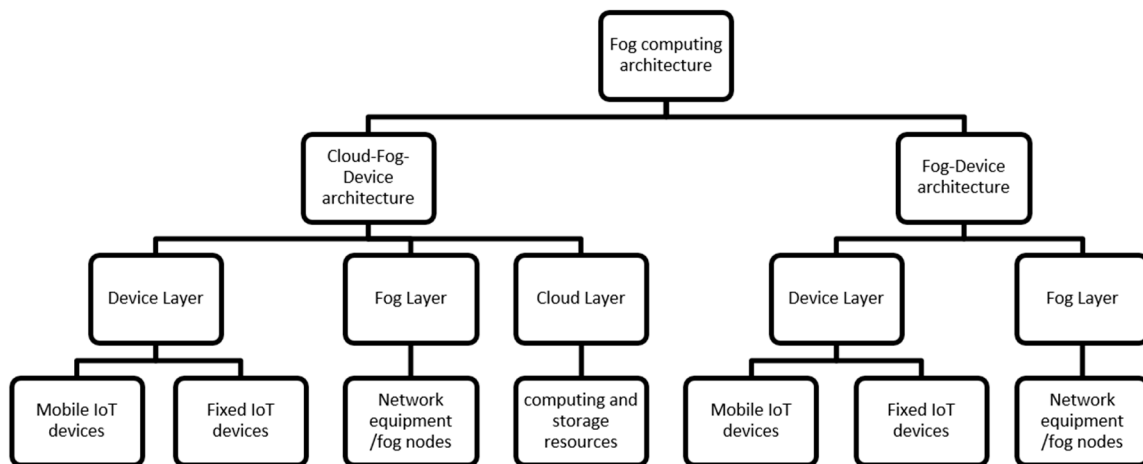 Fog computing
architecture
Cloud-Fog-
Device
architecture
Fog-Device
architecture
Device Layer
Fog Layer
Cloud Layer
Device Layer
Fog Layer
Mobile IoT
devices
Fixed IoT
devices
Network
equipment
/fog nodes
computing and
storage
resources
Mobile IoT
devices
Fixed IoT
devices
Network
equipment
/fog nodes